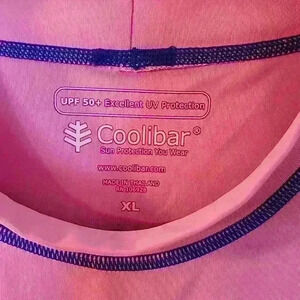 UPF 50+ Excellent UV Protection
Coolibar®
Sun Protection You Wear
www.coolibar.com
MADE IN THAILAND
XL